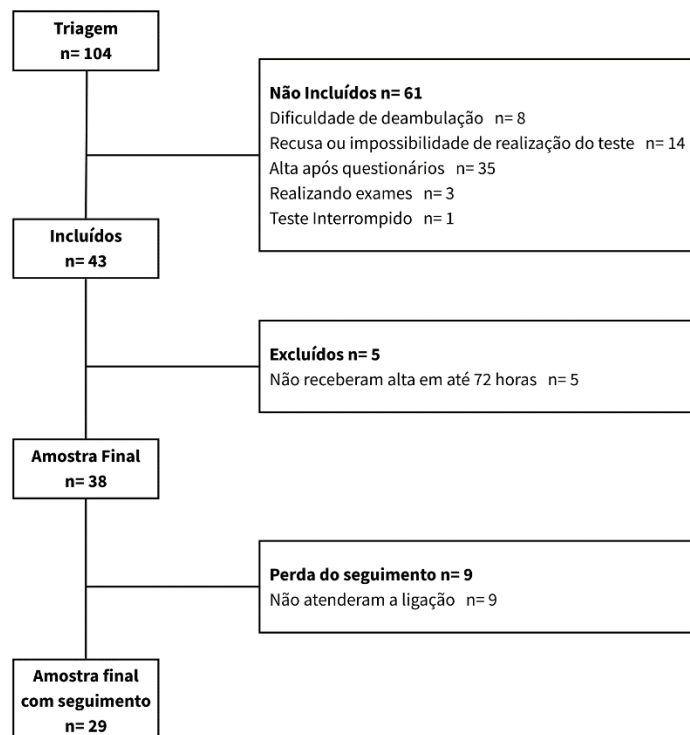 Triagem
n= 104
Não Incluídos n= 61
Dificuldade de deambulação n= 8
Recusa ou impossibilidade de realização do teste n= 14
Alta após questionários n= 35
Realizando exames n= 3
Teste Interrompido n= 1
Incluídos
n= 43
Excluídos n= 5
Não receberam alta em até 72 horas n= 5
Amostra Final
n= 38
Perda do seguimento n= 9
Não atenderam a ligação n= 9
Amostra final
com seguimento
n= 29